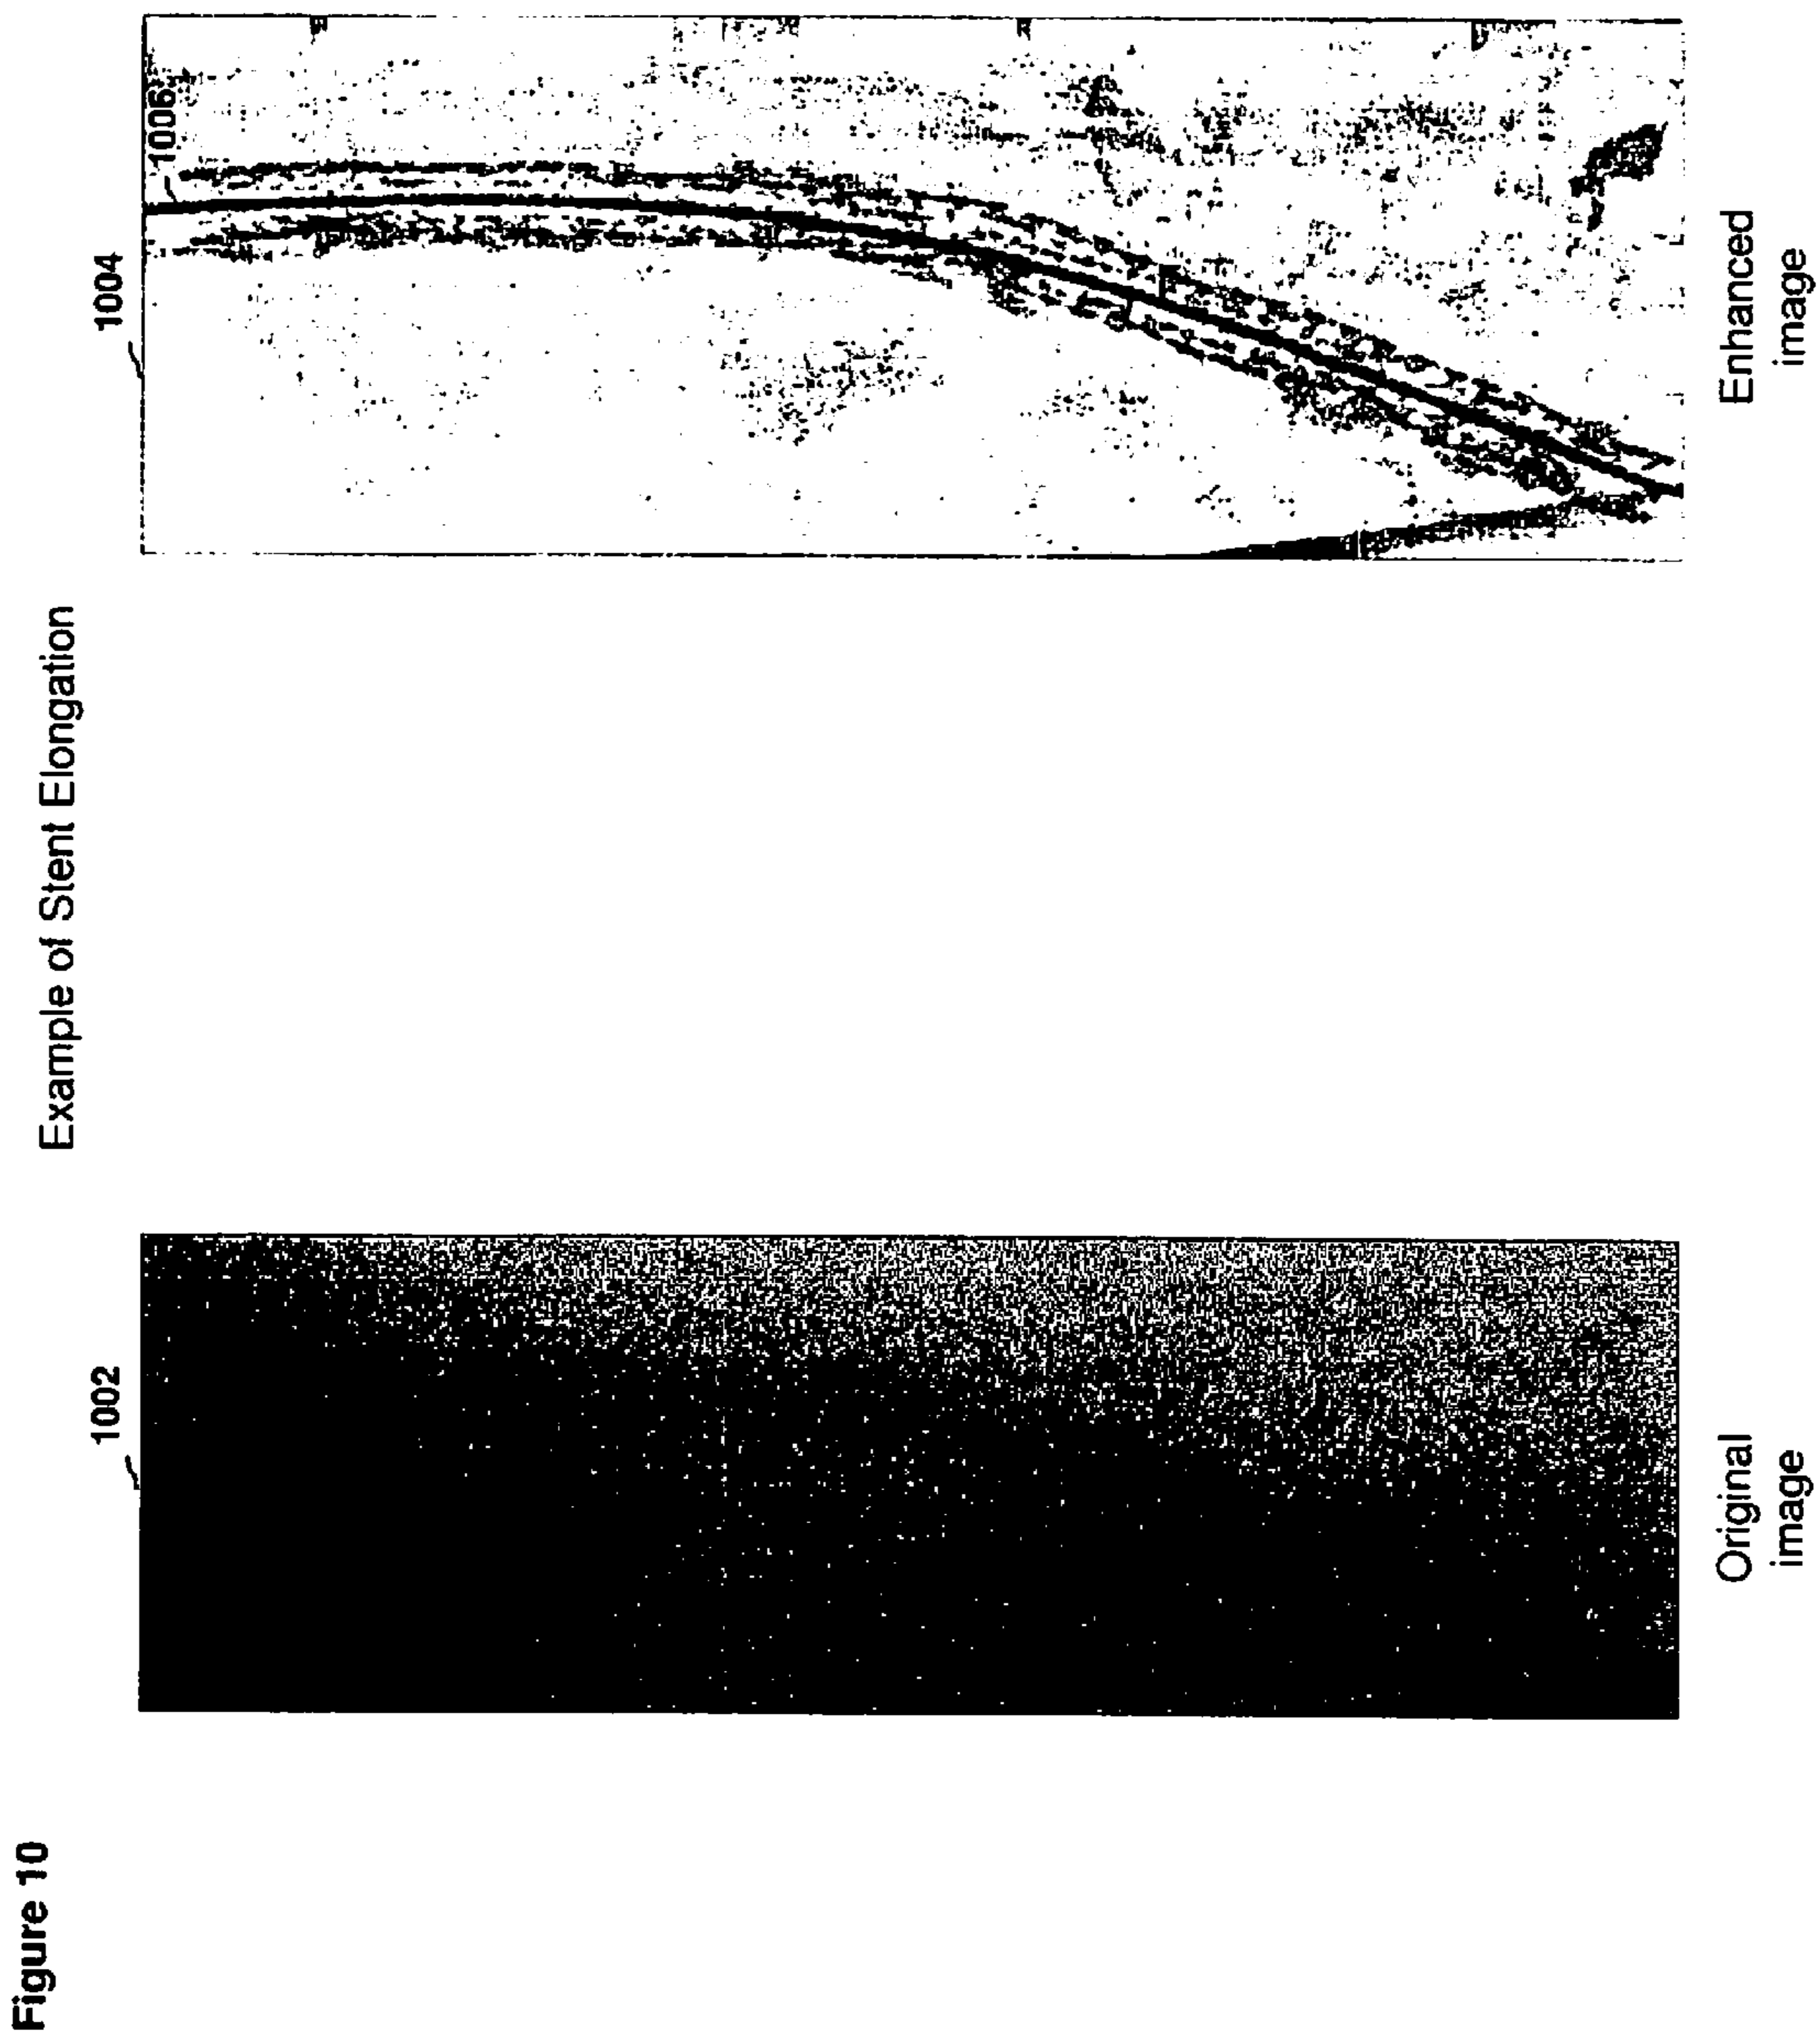 Figure 10
Example of Stent Elongation
1002
1004
1006
Original
image
Enhanced
image